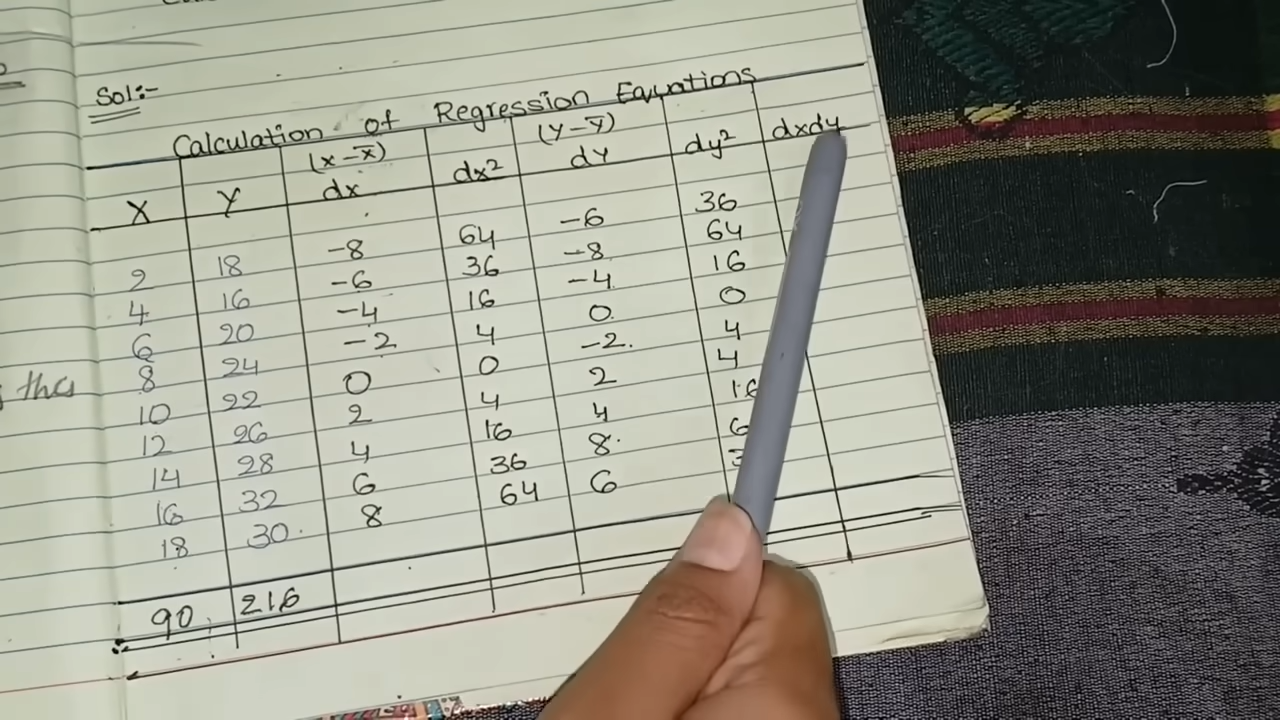 Sol:-
Calculation of Regression Equations
(x-x̅) (Y-Y̅)
X Y dx dx² dy dy² dxdy
2 18 -8 64 -6 36
4 16 -6 36 -8 64
6 20 -4 16 -4 16
8 24 -2 4 0 0
10 22 0 0 -2 4
12 26 2 4 2 4
14 28 4 16 4 16
16 32 6 36 8
18 30 8 64 6
90 216